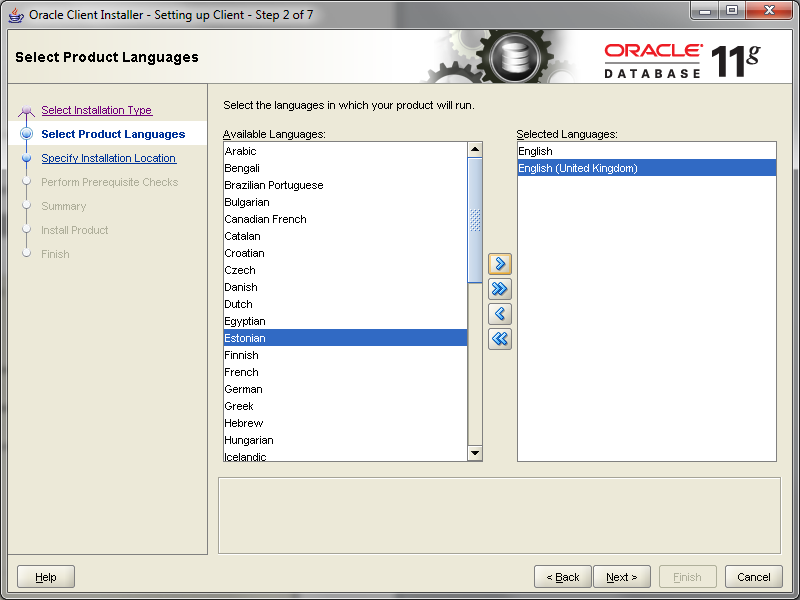 Oracle Client Installer - Setting up Client - Step 2 of 7
Select Product Languages
ORACLE
DATABASE
11g
Select Installation Type
Select Product Languages
Specify Installation Location
Perform Prerequisite Checks
Summary
Install Product
Finish
Select the languages in which your product will run.
Available Languages:
Arabic
Bengali
Brazilian Portuguese
Bulgarian
Canadian French
Catalan
Croatian
Czech
Danish
Dutch
Egyptian
Estonian
Finnish
French
German
Greek
Hebrew
Hungarian
Icelandic
Selected Languages:
English
English (United Kingdom)
Help
< Back
Next >
Finish
Cancel